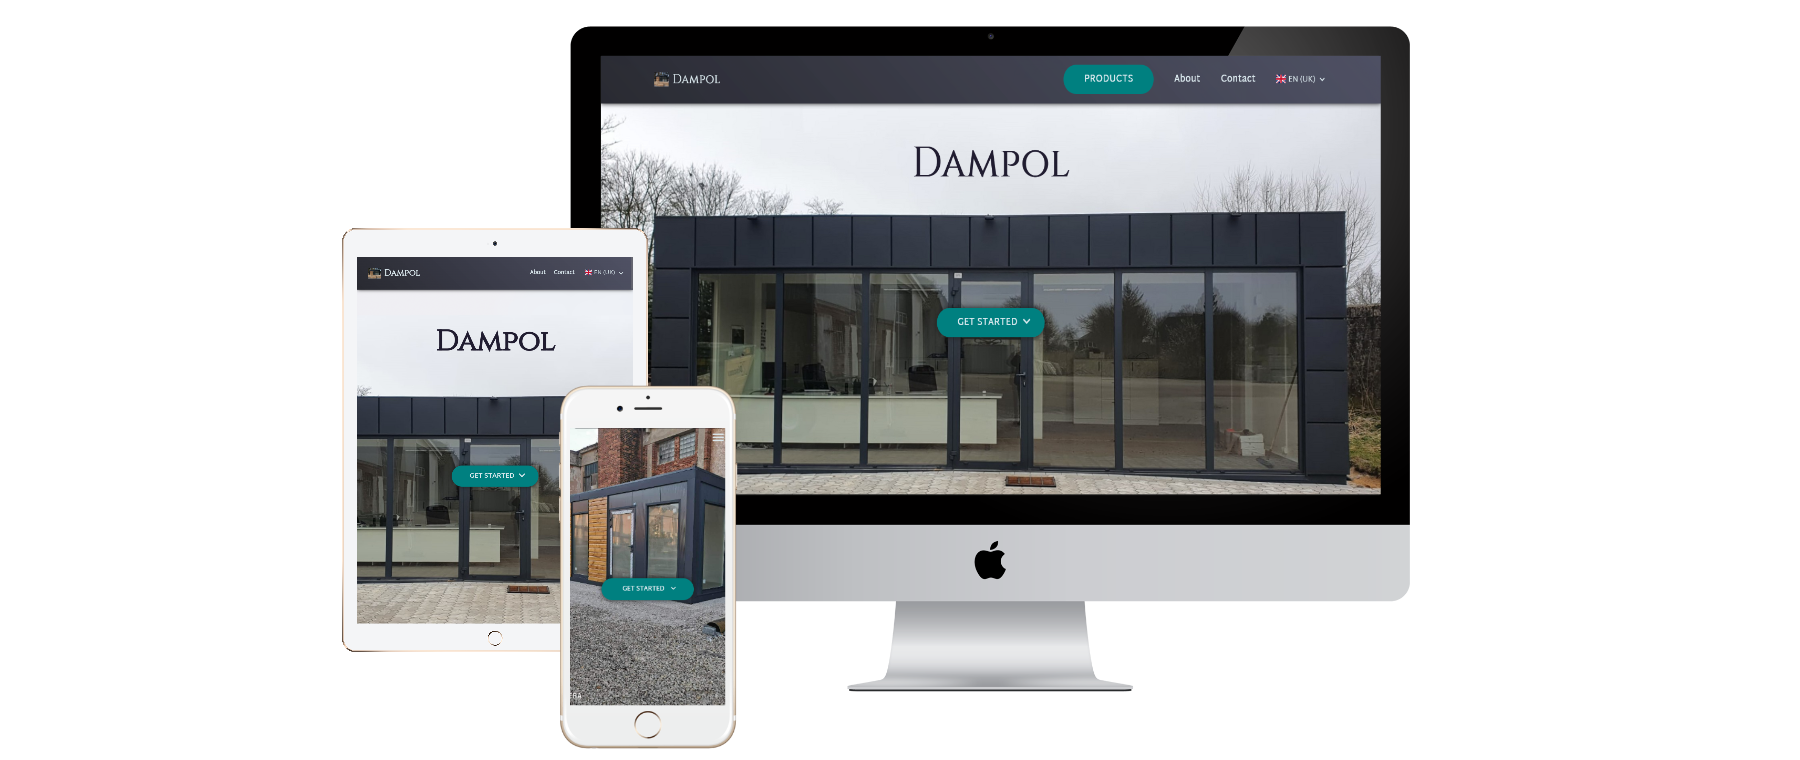 DAMPOL
PRODUCTS
About
Contact
EN (UK)
DAMPOL
GET STARTED
DAMPOL
About
Contact
EN (UK)
DAMPOL
GET STARTED
GET STARTED